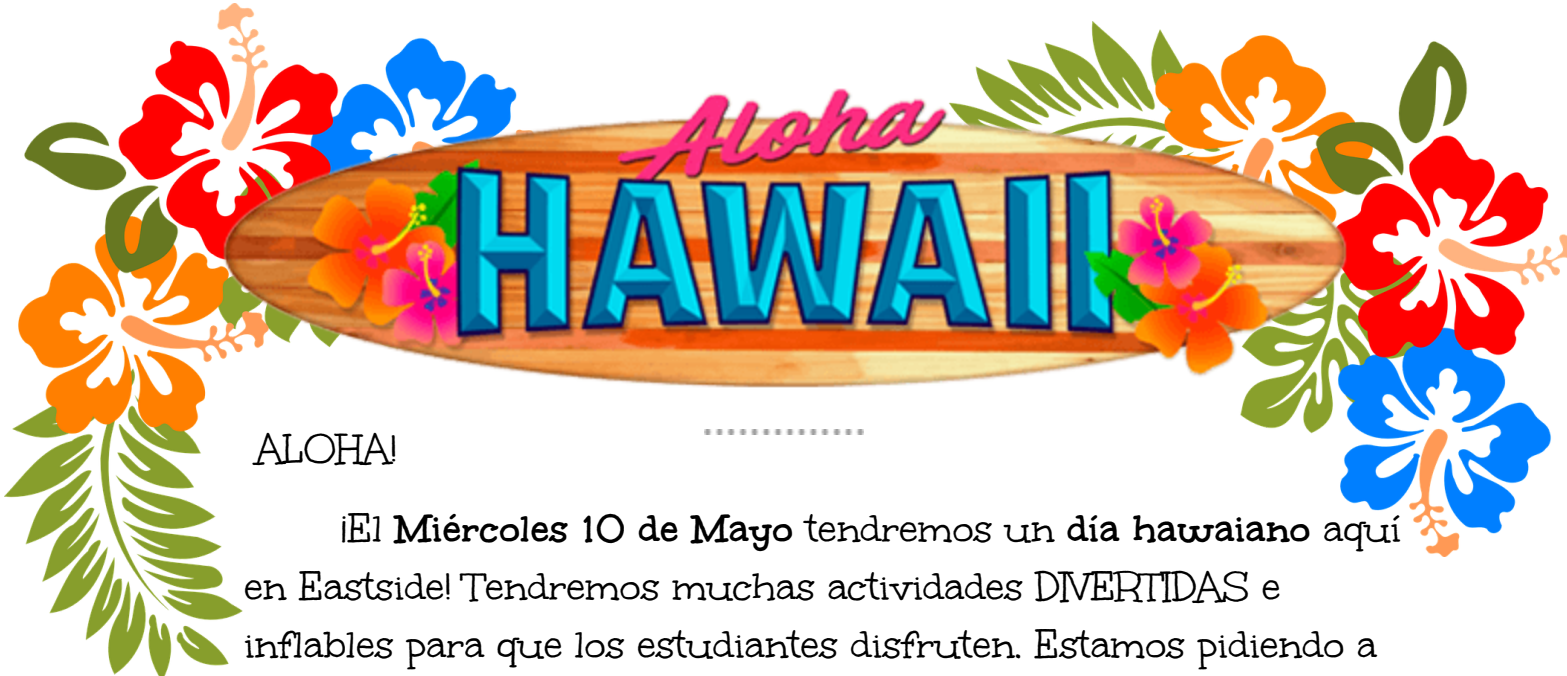 Aloha
HAWAII
ALOHA!
¡El Miércoles 10 de Mayo tendremos un día hawaiano aquí
en Eastside! Tendremos muchas actividades DIVERTIDAS e
inflables para que los estudiantes disfruten. Estamos pidiendo a